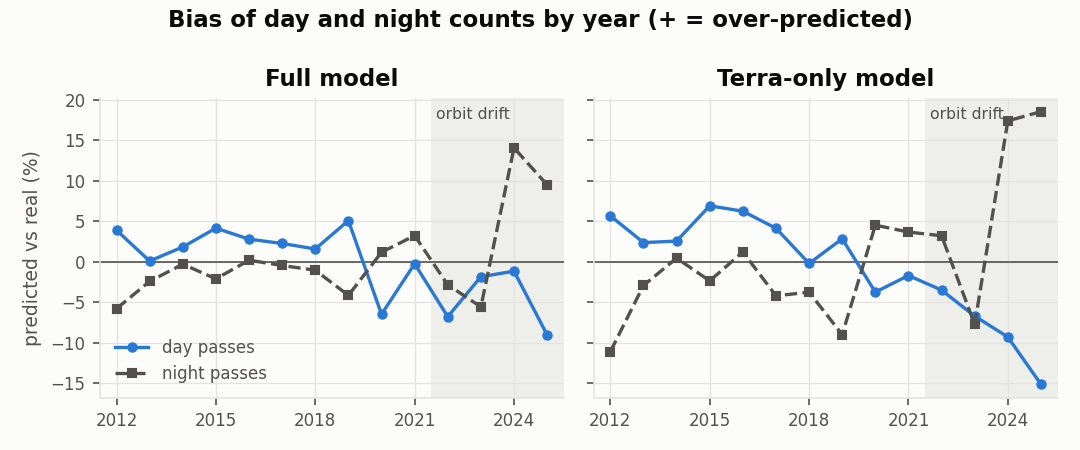 Bias of day and night counts by year (+ = over-predicted)
Full model
Terra-only model
predicted vs real (%)
20
15
10
5
0
−5
−10
−15
orbit drift
orbit drift
day passes
night passes
2012 2015 2018 2021 2024
2012 2015 2018 2021 2024